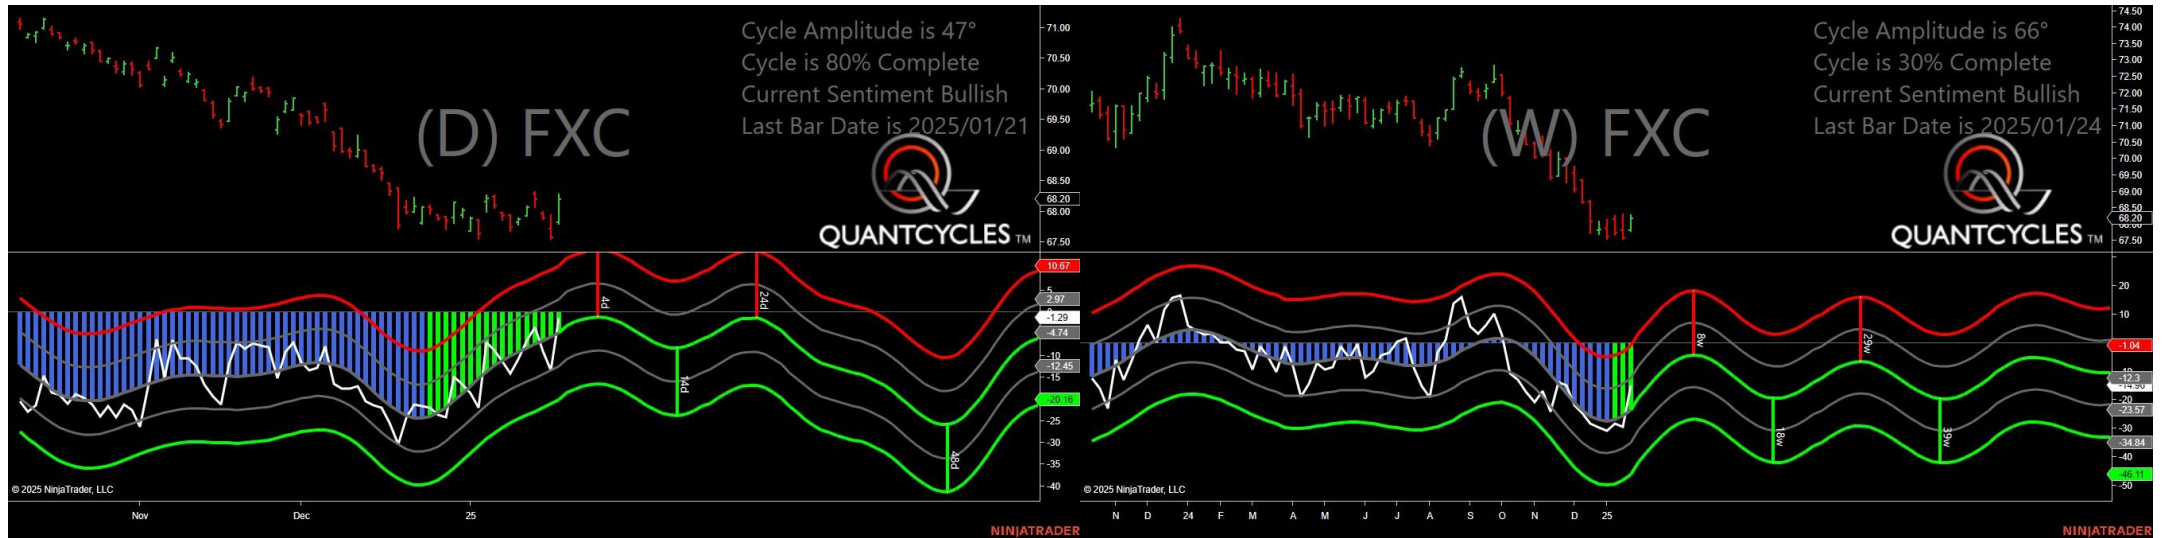 Cycle Amplitude is 47°
Cycle is 80% Complete
Current Sentiment Bullish
Last Bar Date is 2025/01/21
(D) FXC
QUANTCYCLES TM
71.00
70.50
70.00
69.50
69.00
68.50
68.20
68.00
67.50
10.67
5
2.97
-1.29
-4.74
-10
-12.45
-15
-20.16
-25
-30
-35
-40
4d
24d
14d
48d
© 2025 NinjaTrader, LLC
Nov
Dec
25
NINJATRADER
Cycle Amplitude is 66°
Cycle is 30% Complete
Current Sentiment Bullish
Last Bar Date is 2025/01/24
(W) FXC
QUANTCYCLES TM
74.50
74.00
73.50
73.00
72.50
72.00
71.50
71.00
70.50
70.00
69.50
69.00
68.50
68.20
67.50
20
10
-1.04
-12.3
-14.96
-20
-23.57
-30
-34.84
-40
-46.11
-50
8w
29w
18w
39w
© 2025 NinjaTrader, LLC
N D 24 F M A M J J A S O N D 25
NINJATRADER